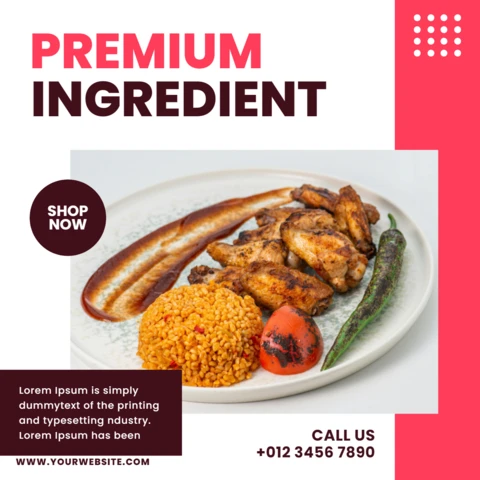 PREMIUM
INGREDIENT
SHOP
NOW
Lorem Ipsum is simply
dummytext of the printing
and typesetting ndustry.
Lorem Ipsum has been
WWW.YOURWEBSITE.COM
CALL US
+012 3456 7890